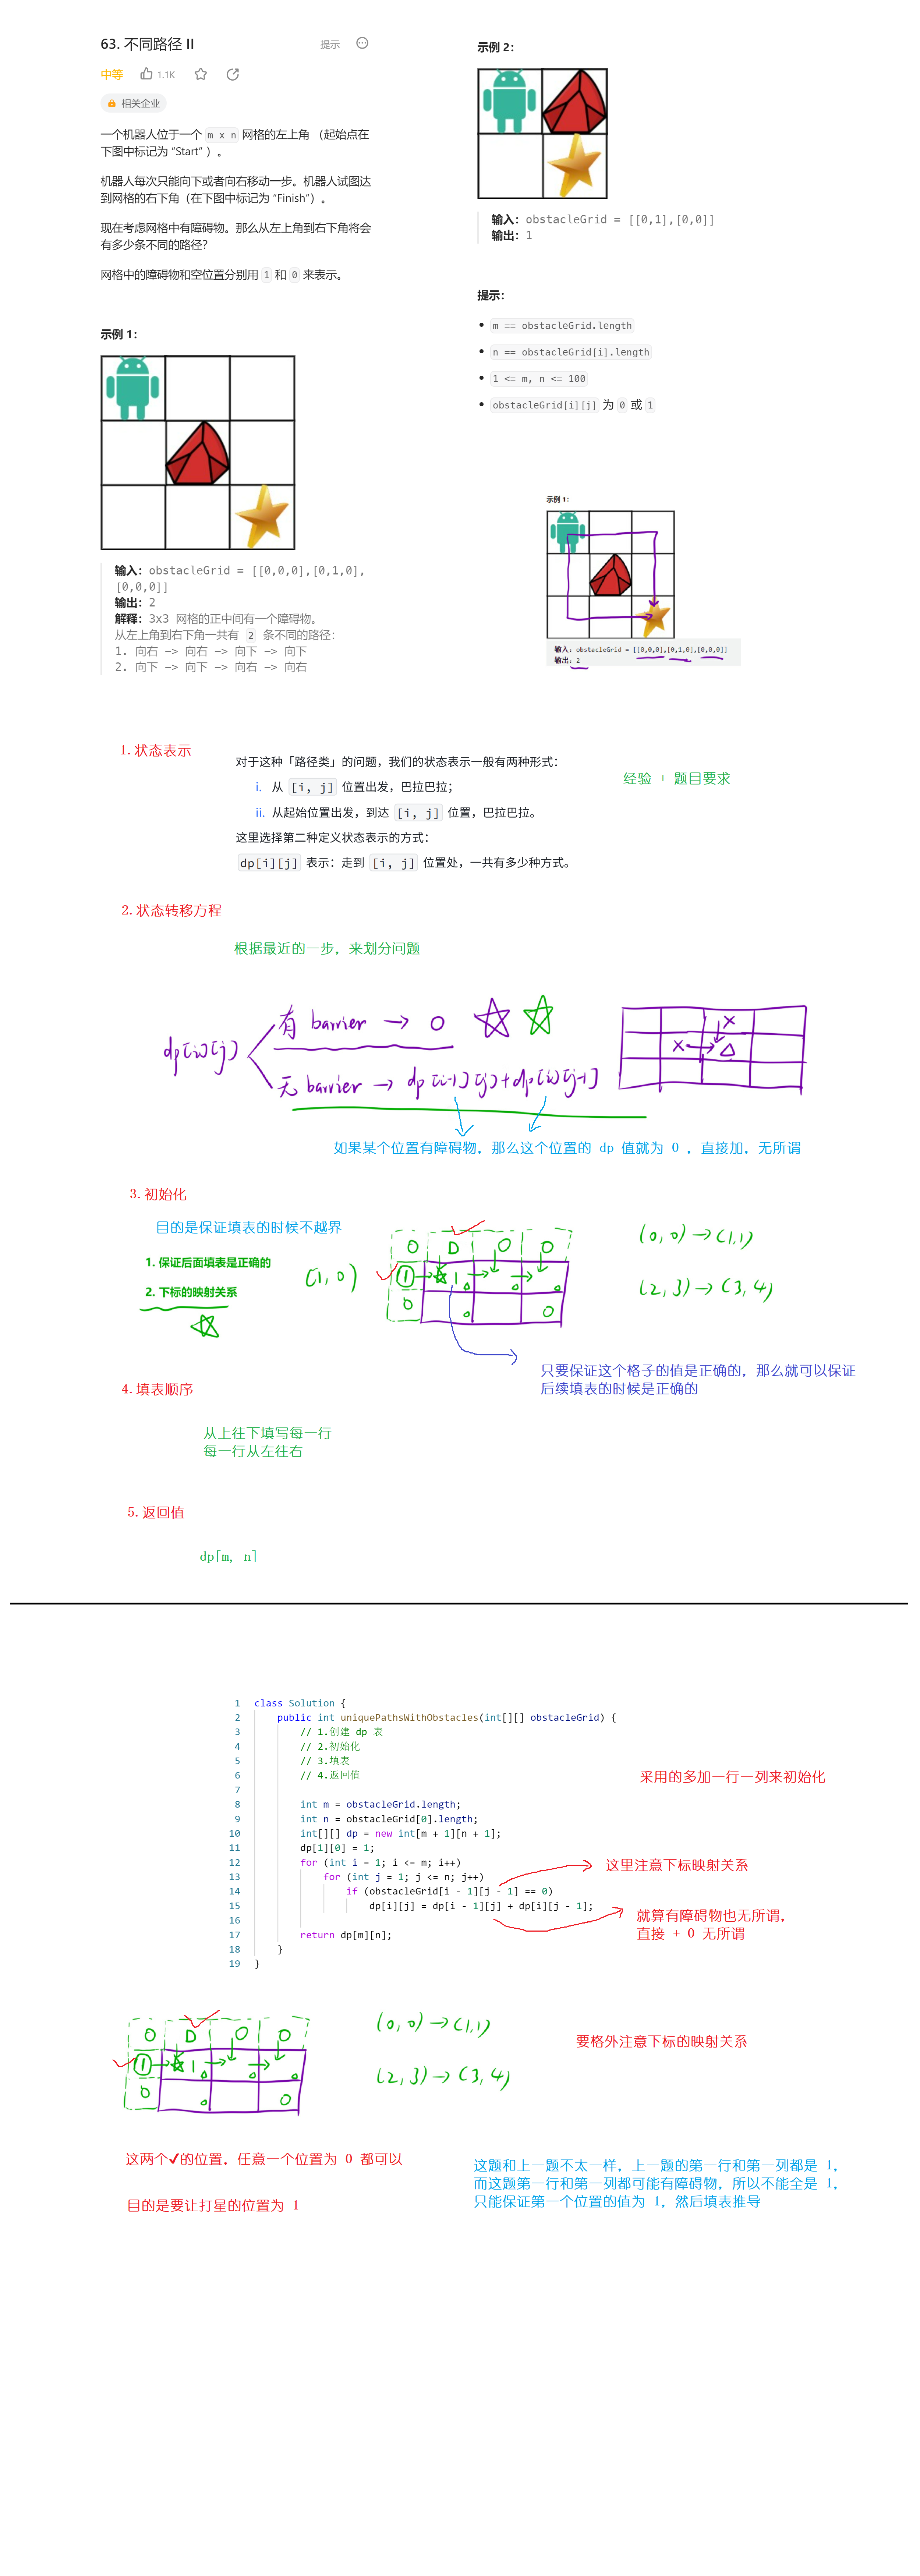 63. 不同路径 II
提示
中等
1.1K
相关企业
一个机器人位于一个 m x n 网格的左上角 （起始点在
下图中标记为 “Start” ）。
机器人每次只能向下或者向右移动一步。机器人试图达
到网格的右下角（在下图中标记为 “Finish”）。
现在考虑网格中有障碍物。那么从左上角到右下角将会
有多少条不同的路径？
网格中的障碍物和空位置分别用 1 和 0 来表示。
示例 1：
输入：obstacleGrid = [[0,0,0],[0,1,0],
[0,0,0]]
输出：2
解释：3x3 网格的正中间有一个障碍物。
从左上角到右下角一共有 2 条不同的路径：
1. 向右 -> 向右 -> 向下 -> 向下
2. 向下 -> 向下 -> 向右 -> 向右
示例 2：
输入：obstacleGrid = [[0,1],[0,0]]
输出：1
提示：
m == obstacleGrid.length
n == obstacleGrid[i].length
1 <= m, n <= 100
obstacleGrid[i][j] 为 0 或 1
示例 1：
输入：obstacleGrid = [[0,0,0],[0,1,0],[0,0,0]]
输出：2
1. 状态表示
对于这种「路径类」的问题，我们的状态表示一般有两种形式：
i. 从 [i, j] 位置出发，巴拉巴拉；
ii. 从起始位置出发，到达 [i, j] 位置，巴拉巴拉。
这里选择第二种定义状态表示的方式：
dp[i][j] 表示：走到 [i, j] 位置处，一共有多少种方式。
经验 + 题目要求
2. 状态转移方程
根据最近的一步，来划分问题
dp[i][j]
有 barrier → 0
无 barrier → dp[i-1][j]+dp[i][j-1]
x
x
如果某个位置有障碍物，那么这个位置的 dp 值就为 0 ，直接加，无所谓
3. 初始化
目的是保证填表的时候不越界
1. 保证后面填表是正确的
2. 下标的映射关系
(1, 0)
0 0 0 0
1 1
0 0
(0, 0) → (1,1)
(2, 3) → (3, 4)
只要保证这个格子的值是正确的，那么就可以保证
后续填表的时候是正确的
4. 填表顺序
从上往下填写每一行
每一行从左往右
5. 返回值
dp[m, n]
1 class Solution {
2 public int uniquePathsWithObstacles(int[][] obstacleGrid) {
3 // 1.创建 dp 表
4 // 2.初始化
5 // 3.填表
6 // 4.返回值
7
8 int m = obstacleGrid.length;
9 int n = obstacleGrid[0].length;
10 int[][] dp = new int[m + 1][n + 1];
11 dp[1][0] = 1;
12 for (int i = 1; i <= m; i++)
13 for (int j = 1; j <= n; j++)
14 if (obstacleGrid[i - 1][j - 1] == 0)
15 dp[i][j] = dp[i - 1][j] + dp[i][j - 1];
16
17 return dp[m][n];
18 }
19 }
采用的多加一行一列来初始化
这里注意下标映射关系
就算有障碍物也无所谓，
直接 + 0 无所谓
0 0 0 0
1 1
0 0
(0, 0) → (1,1)
(2, 3) → (3, 4)
要格外注意下标的映射关系
这两个✔的位置，任意一个位置为 0 都可以
目的是要让打星的位置为 1
这题和上一题不太一样，上一题的第一行和第一列都是 1，
而这题第一行和第一列都可能有障碍物，所以不能全是 1，
只能保证第一个位置的值为 1，然后填表推导